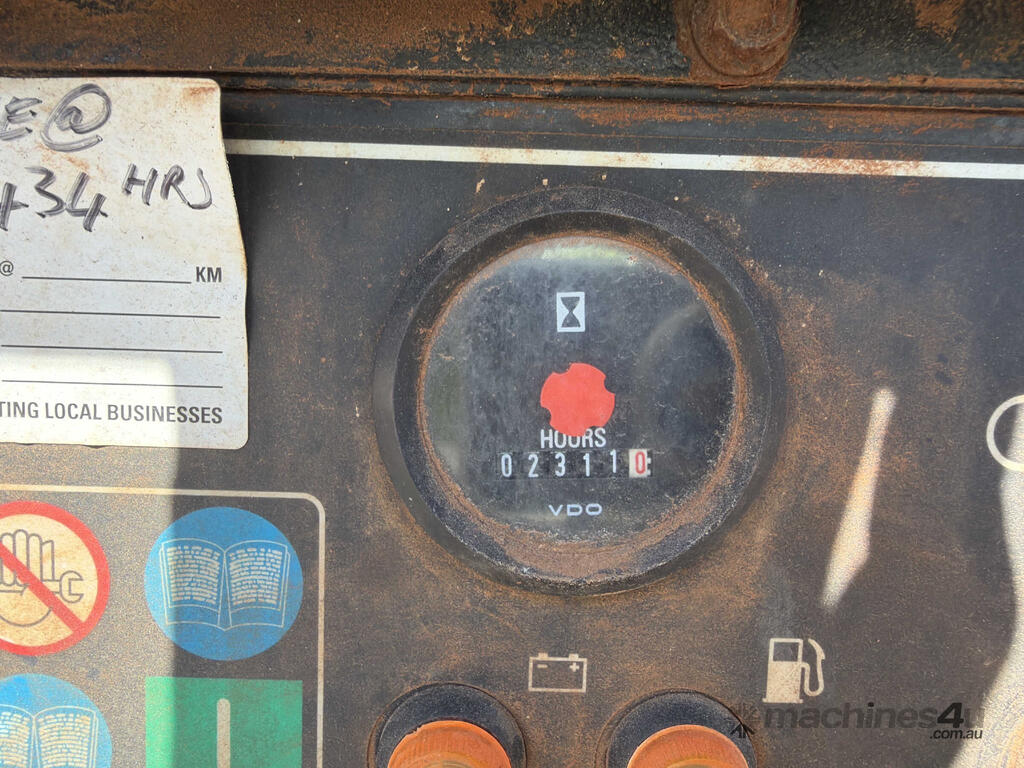 E@
434 HRS
@ KM
TING LOCAL BUSINESSES
HOURS
023110
VDO
machines4u
.com.au